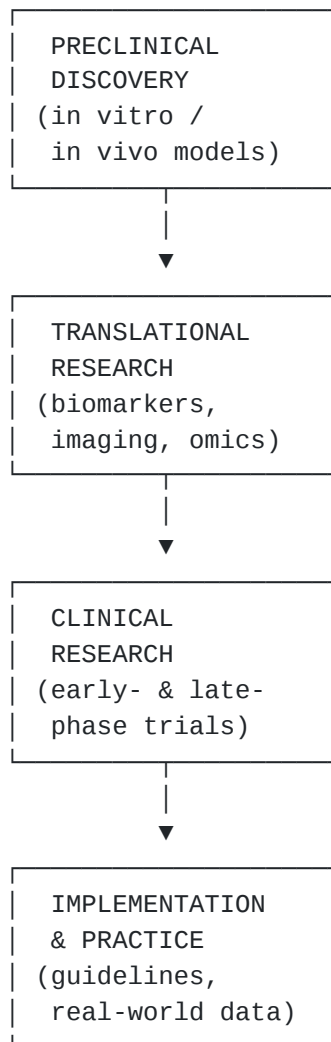 PRECLINICAL
DISCOVERY
(in vitro /
in vivo models)
TRANSLATIONAL
RESEARCH
(biomarkers,
imaging, omics)
CLINICAL
RESEARCH
(early- & late-
phase trials)
IMPLEMENTATION
& PRACTICE
(guidelines,
real-world data)